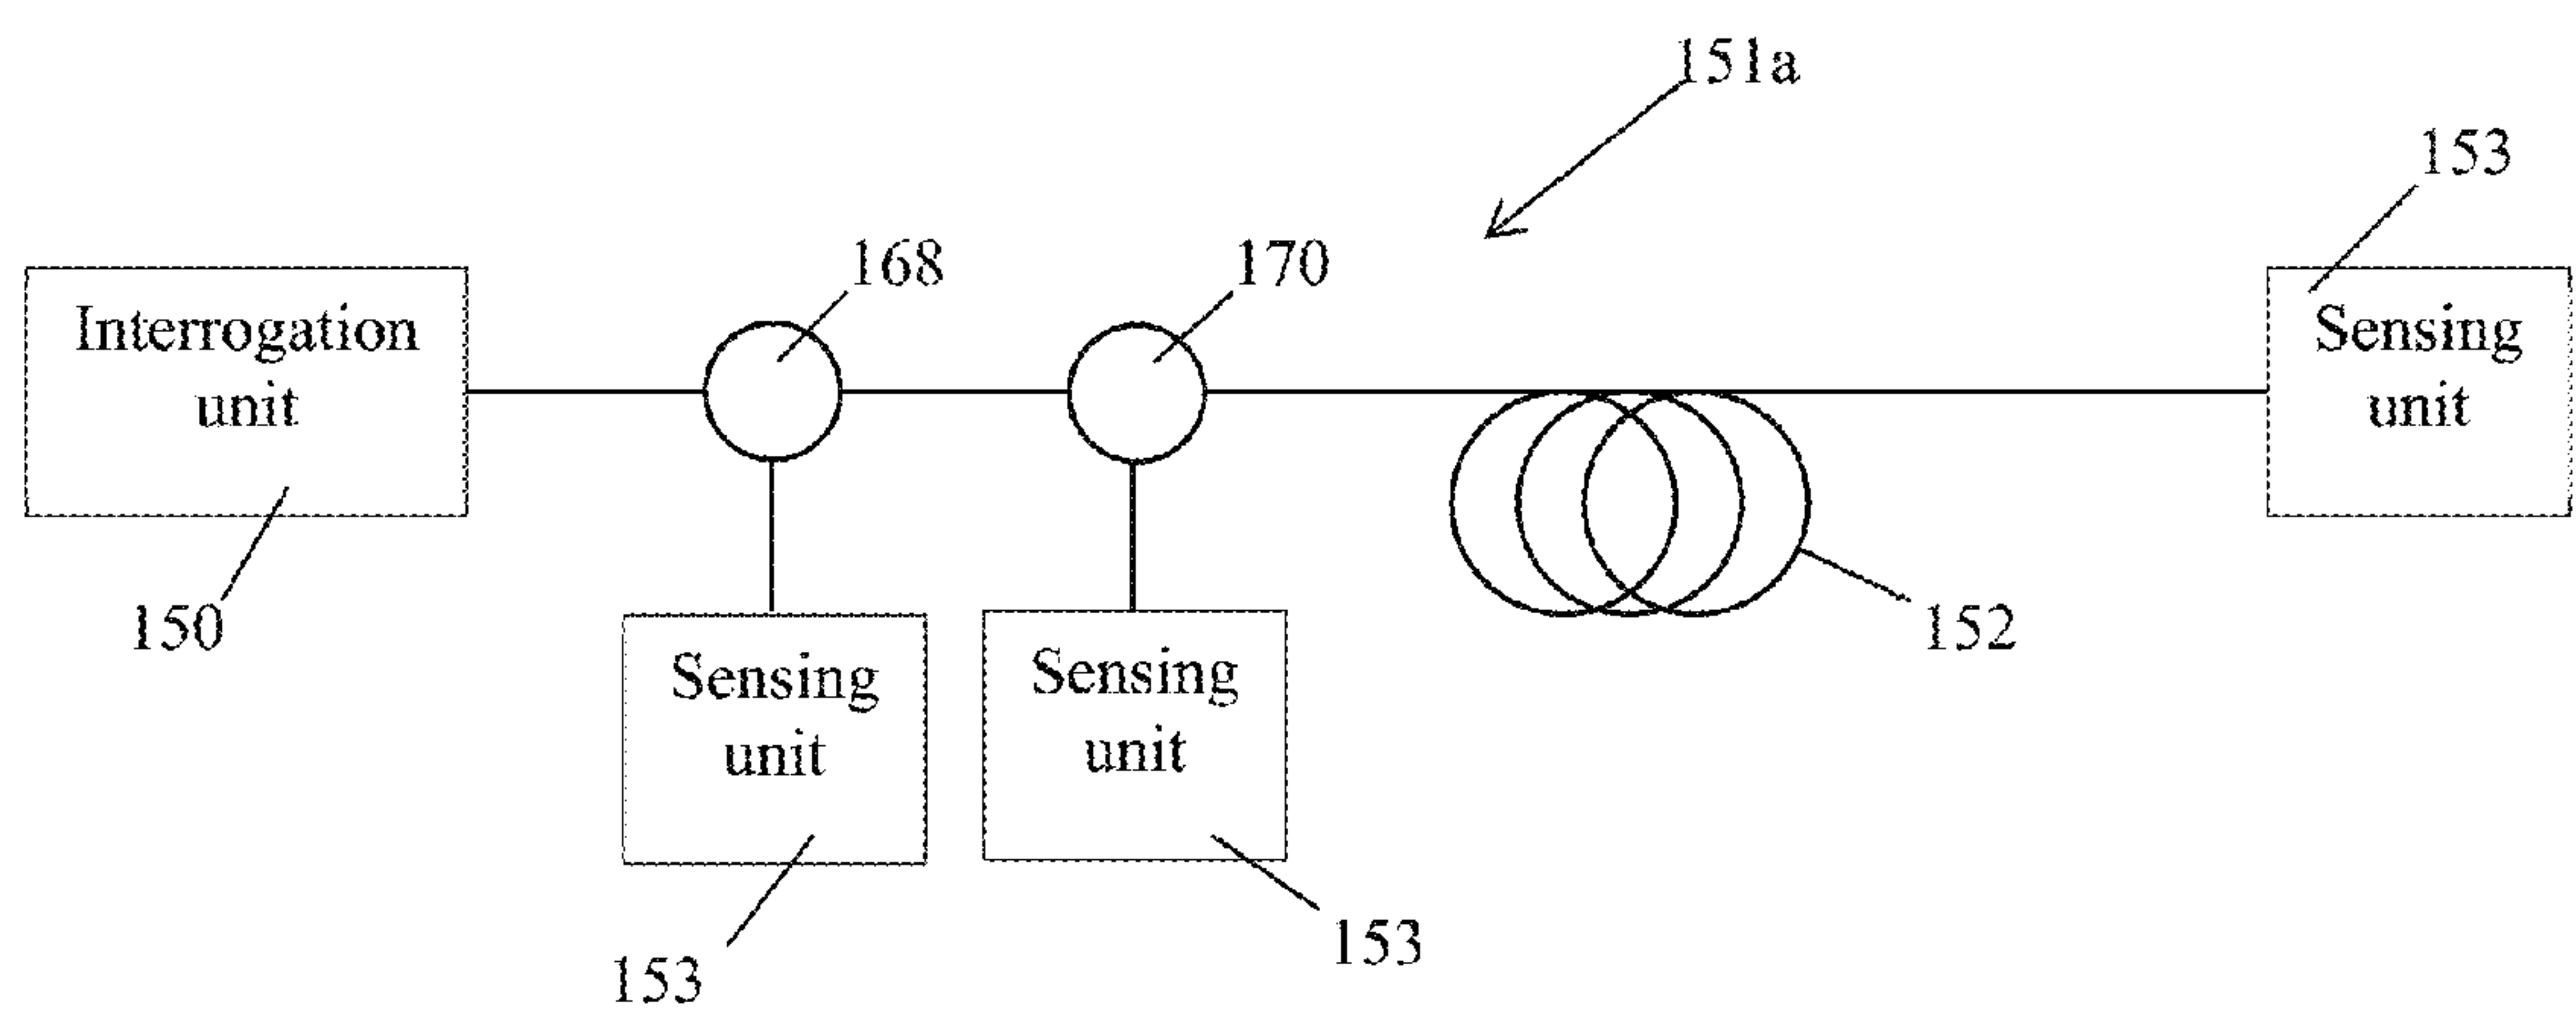 151a
153
168
170
Interrogation
unit
Sensing
unit
150
152
Sensing
unit
Sensing
unit
153
153